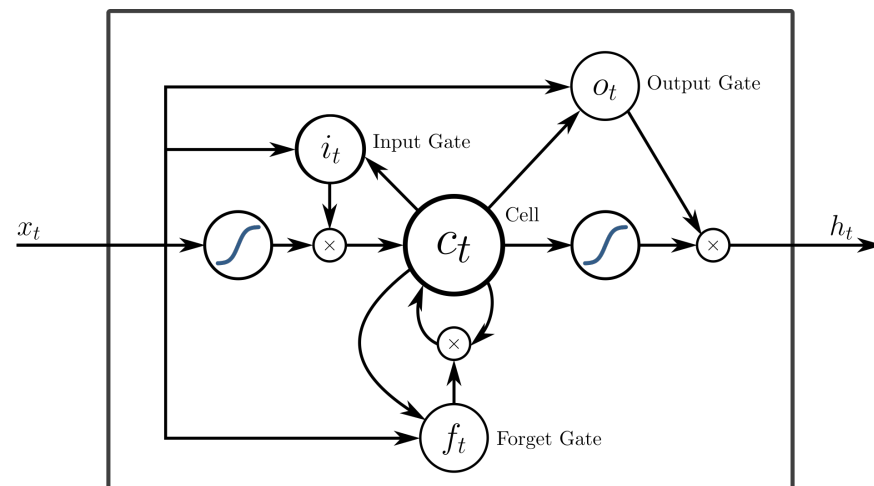 o_t Output Gate
i_t Input Gate
x_t
×
c_t Cell
×
h_t
×
f_t Forget Gate